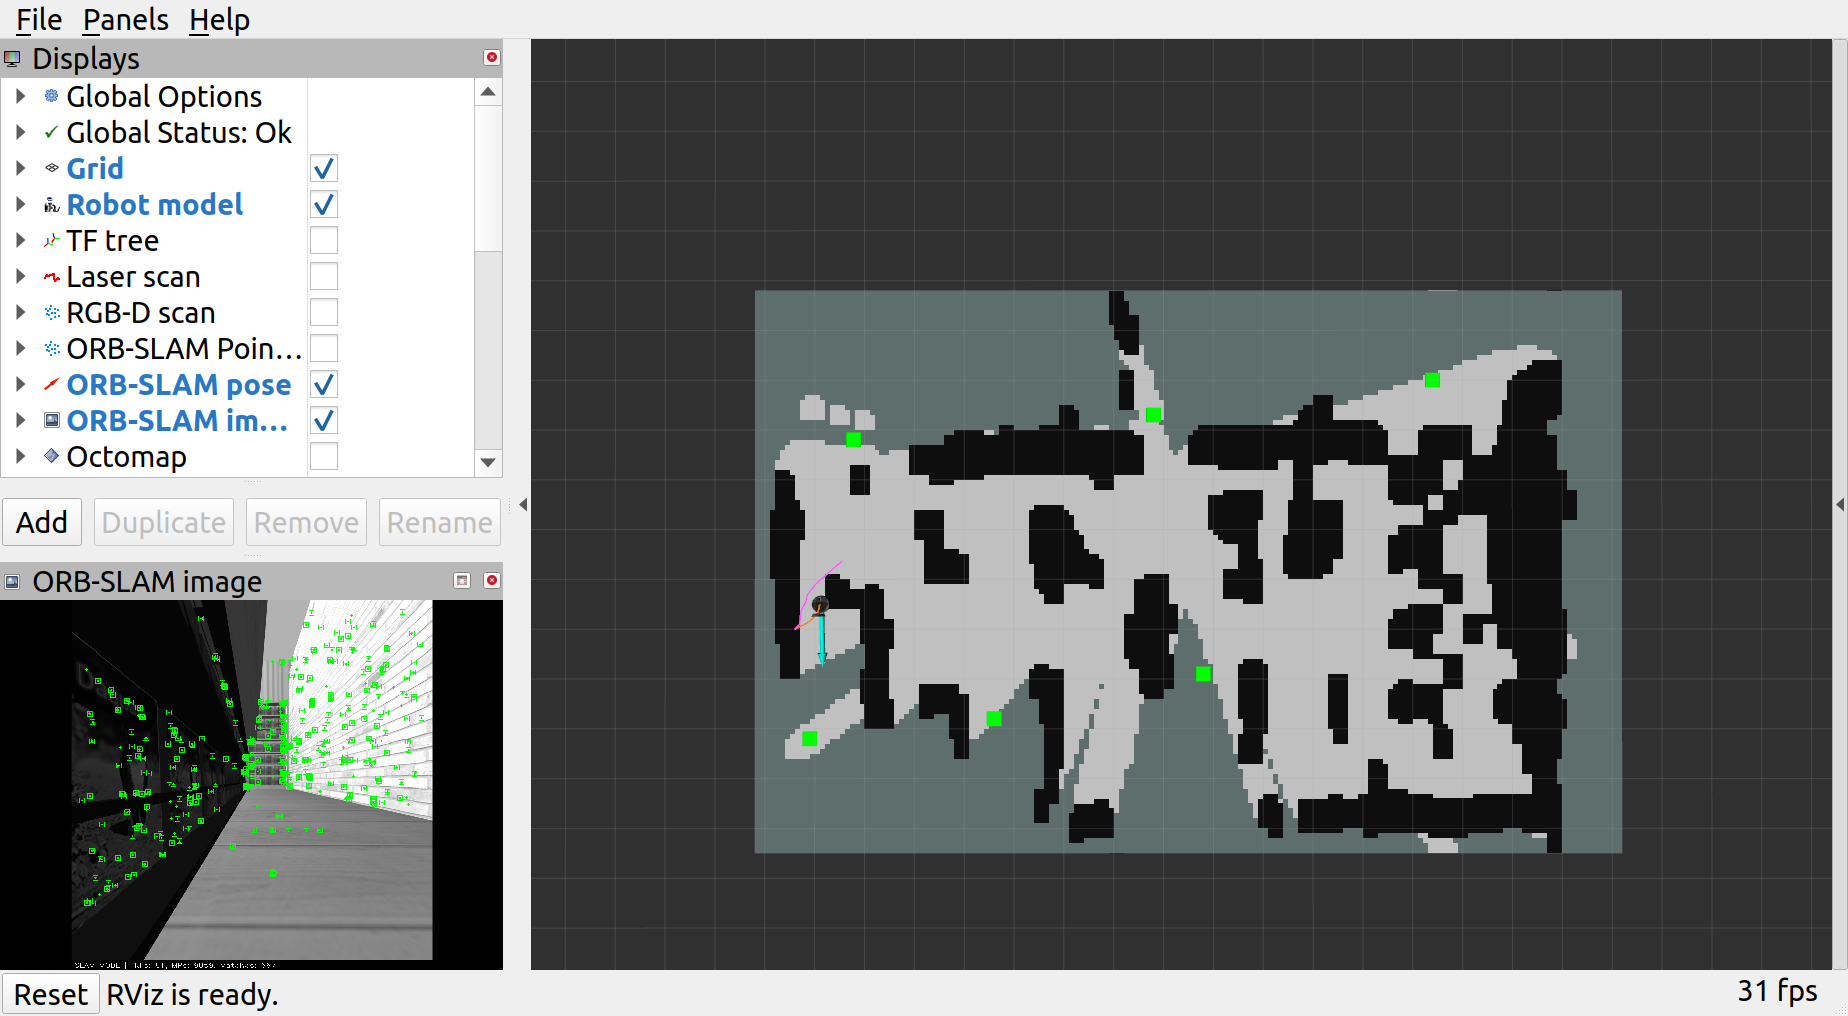 File Panels Help
Displays
Global Options
Global Status: Ok
Grid
Robot model
TF tree
Laser scan
RGB-D scan
ORB-SLAM Poin...
ORB-SLAM pose
ORB-SLAM im...
Octomap
Add Duplicate Remove Rename
ORB-SLAM image
SLAM MODE |
Reset RViz is ready.
31 fps